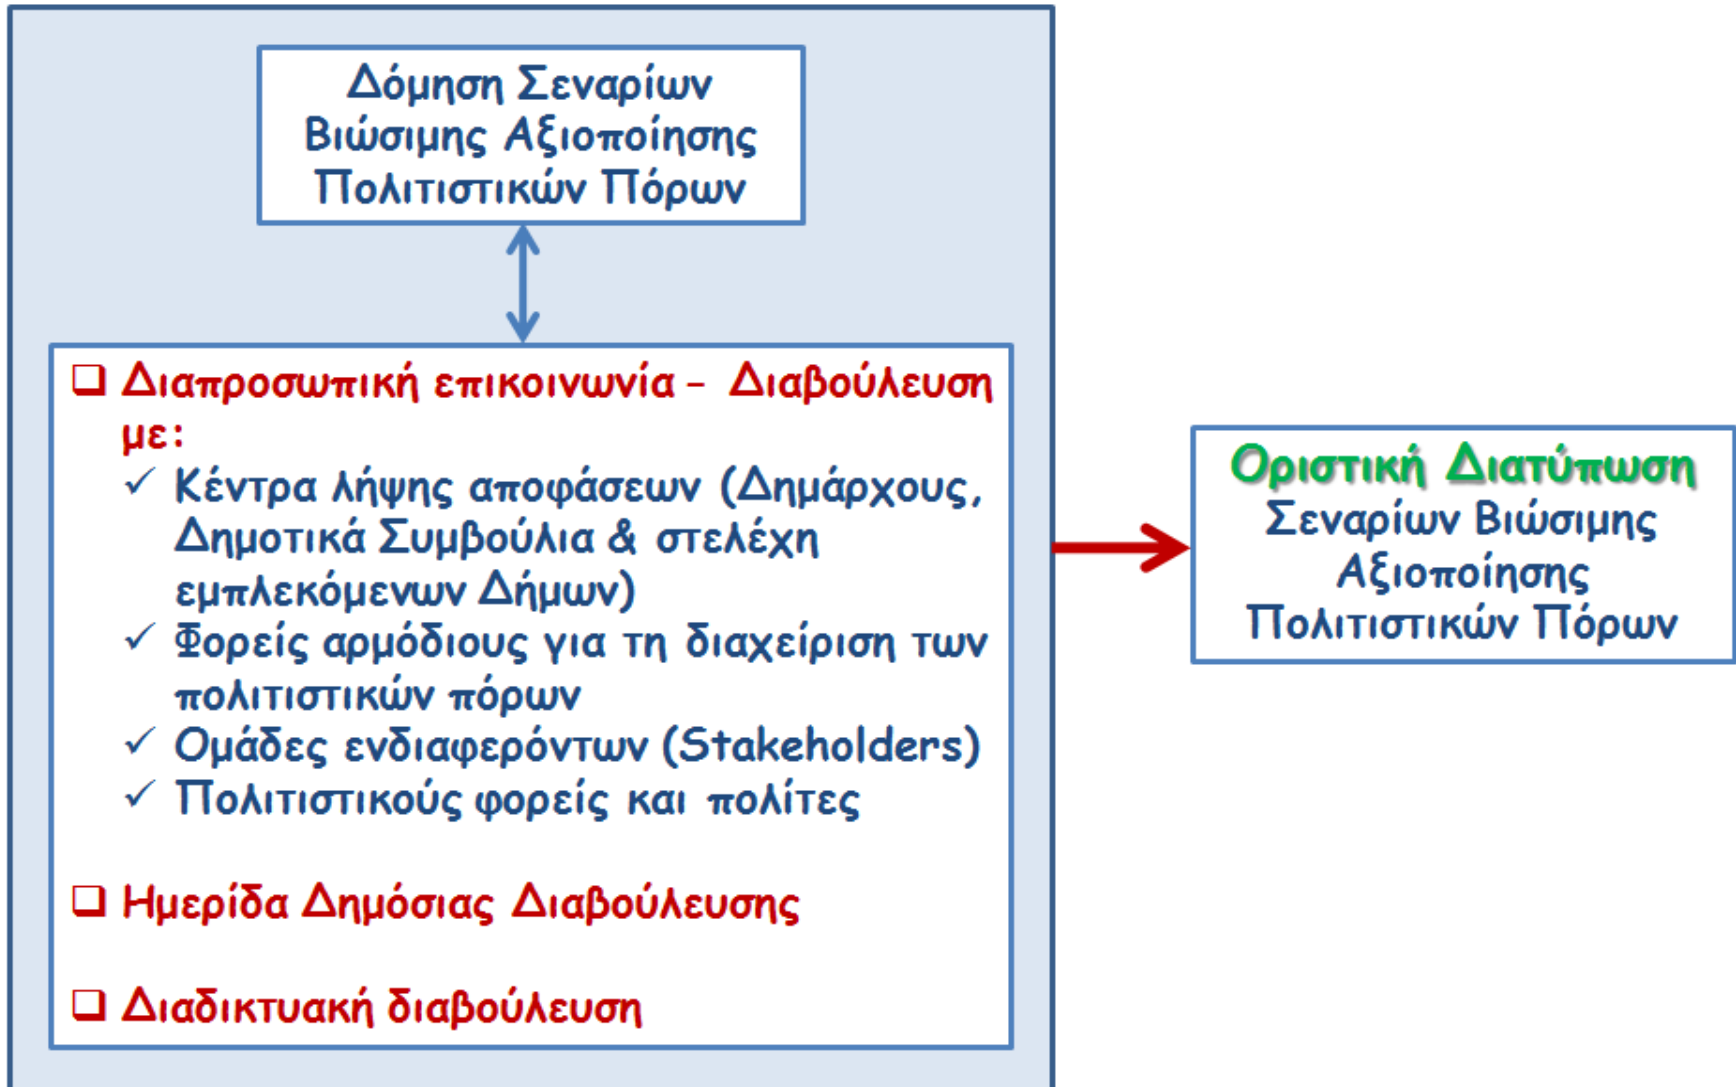 Δόμηση Σεναρίων
Βιώσιμης Αξιοποίησης
Πολιτιστικών Πόρων
❑ Διαπροσωπική επικοινωνία - Διαβούλευση
με:
✓ Κέντρα λήψης αποφάσεων (Δημάρχους,
Δημοτικά Συμβούλια & στελέχη
εμπλεκόμενων Δήμων)
✓ Φορείς αρμόδιους για τη διαχείριση των
πολιτιστικών πόρων
✓ Ομάδες ενδιαφερόντων (Stakeholders)
✓ Πολιτιστικούς φορείς και πολίτες
❑ Ημερίδα Δημόσιας Διαβούλευσης
❑ Διαδικτυακή διαβούλευση
Οριστική Διατύπωση
Σεναρίων Βιώσιμης
Αξιοποίησης
Πολιτιστικών Πόρων